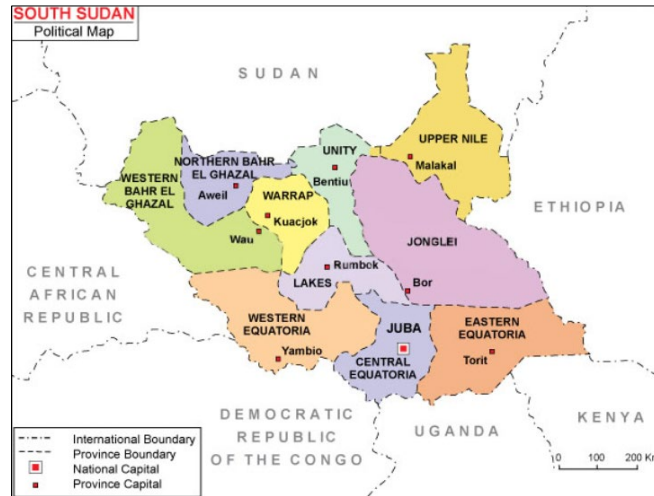 SOUTH SUDAN
Political Map
SUDAN
UPPER NILE
Malakal
UNITY
Bentiu
NORTHERN BAHR
EL GHAZAL
Aweil
WESTERN
BAHR EL
GHAZAL
WARRAP
Kuacjok
Wau
ETHIOPIA
JONGLEI
CENTRAL
AFRICAN
REPUBLIC
Rumbek
LAKES
Bor
WESTERN
EQUATORIA
Yambio
JUBA
CENTRAL
EQUATORIA
EASTERN
EQUATORIA
Torit
DEMOCRATIC
REPUBLIC
OF THE CONGO
UGANDA
KENYA
International Boundary
Province Boundary
National Capital
Province Capital
0 100 200 Km